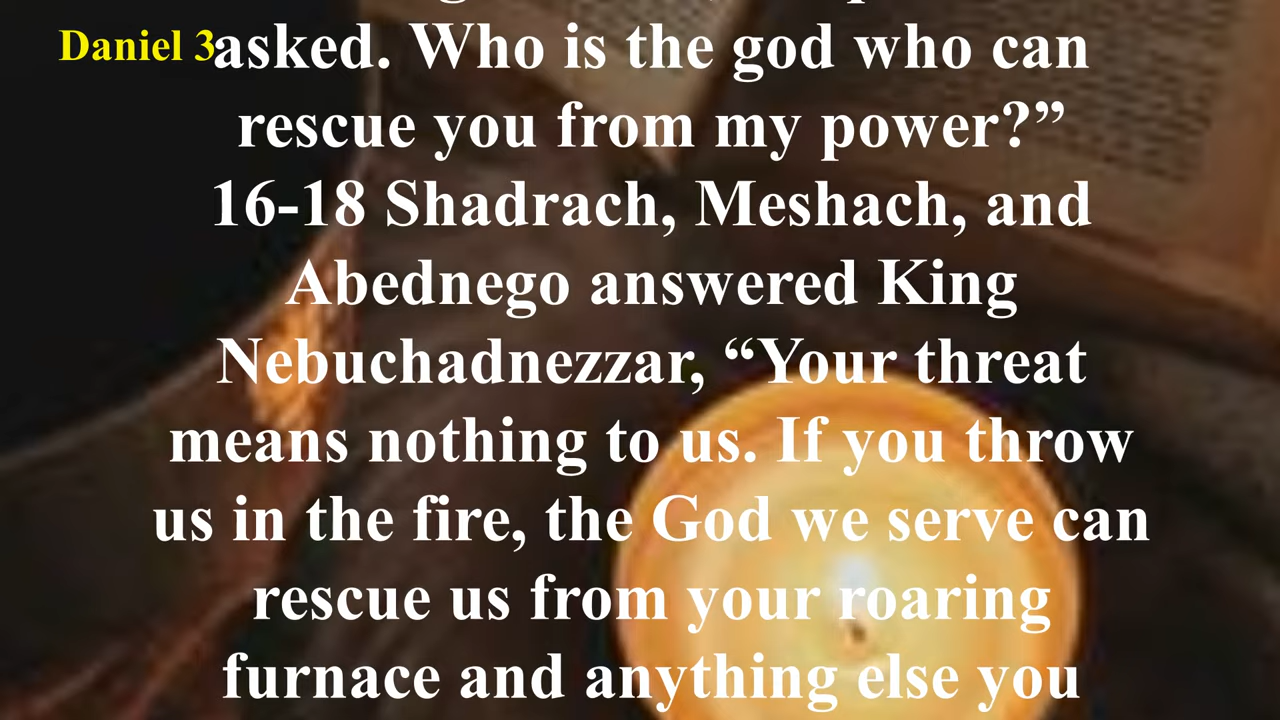 Daniel 3
asked. Who is the god who can
rescue you from my power?”
16-18 Shadrach, Meshach, and
Abednego answered King
Nebuchadnezzar, “Your threat
means nothing to us. If you throw
us in the fire, the God we serve can
rescue us from your roaring
furnace and anything else you